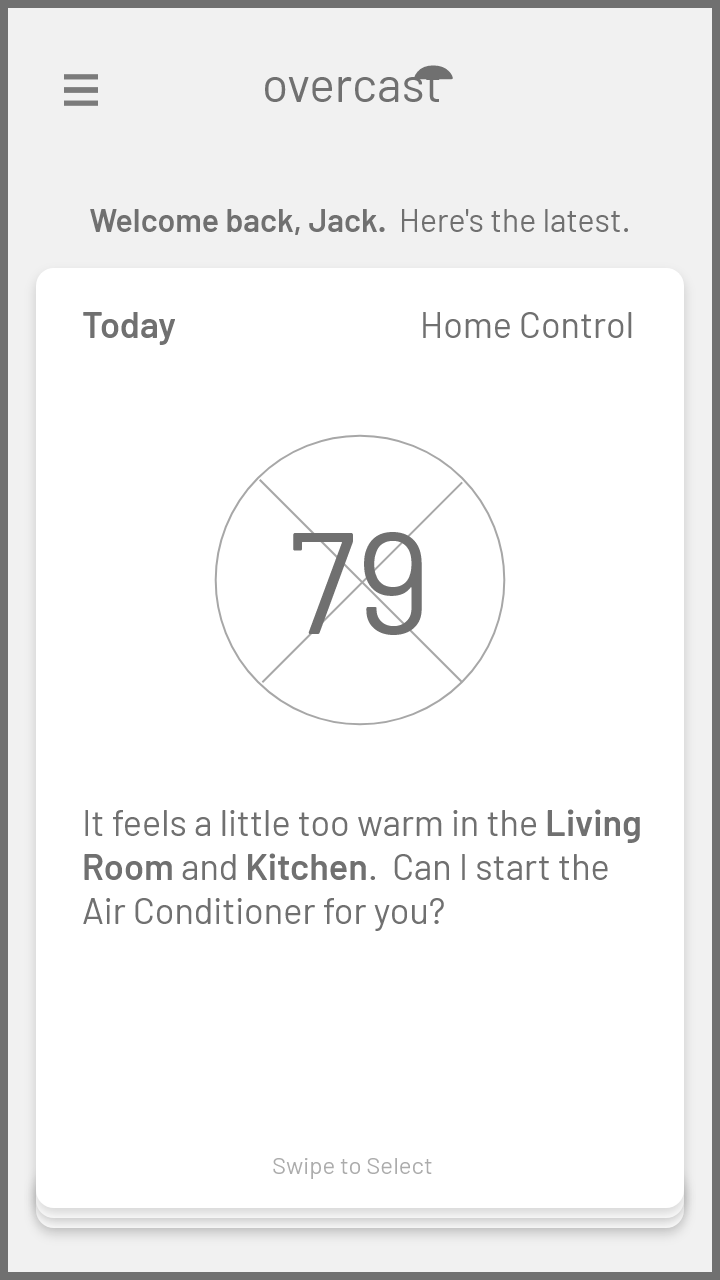 overcast
Welcome back, Jack. Here's the latest.
Today Home Control
79
It feels a little too warm in the Living
Room and Kitchen. Can I start the
Air Conditioner for you?
Swipe to Select